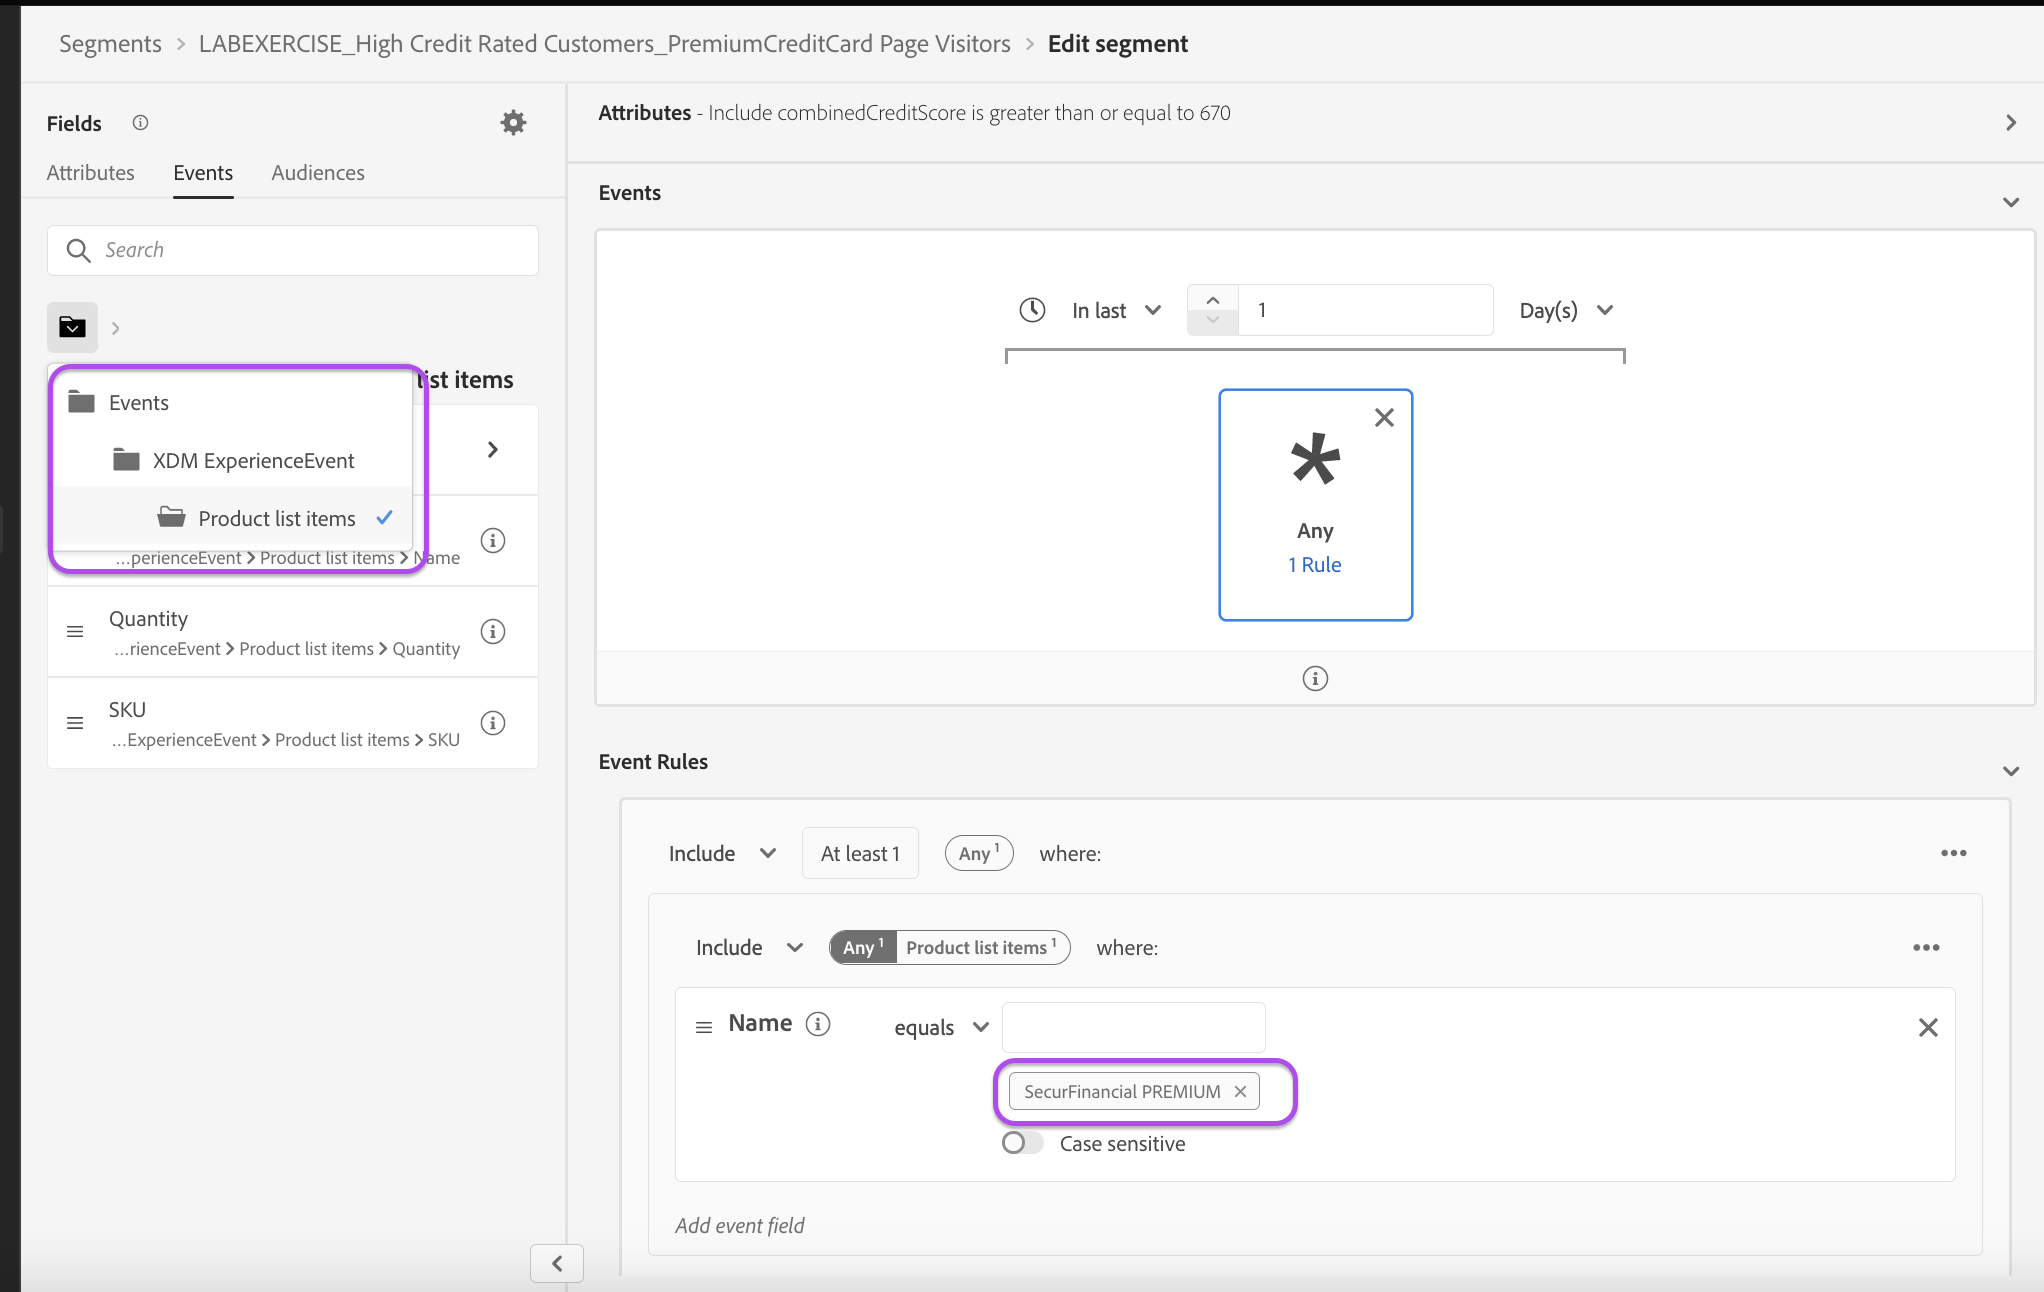 Segments > LABEXERCISE_High Credit Rated Customers_PremiumCreditCard Page Visitors > Edit segment
Fields
Attributes Events Audiences
Search
list items
Events
XDM ExperienceEvent
Product list items
...perienceEvent > Product list items > Name
Quantity
...rienceEvent > Product list items > Quantity
SKU
...ExperienceEvent > Product list items > SKU
Attributes - Include combinedCreditScore is greater than or equal to 670
Events
In last 1 Day(s)
Any
1 Rule
Event Rules
Include At least 1 Any 1 where:
Include Any 1 Product list items 1 where:
Name equals
SecurFinancial PREMIUM
Case sensitive
Add event field